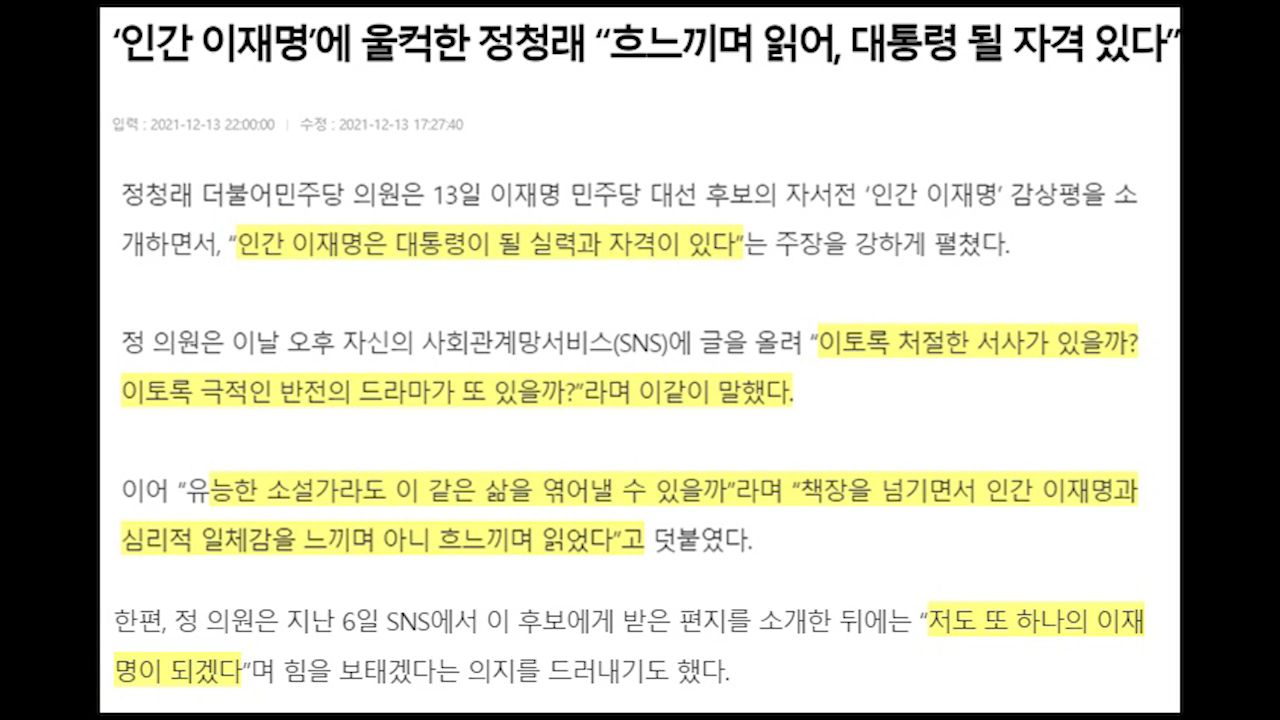 ‘인간 이재명’에 울컥한 정청래 “흐느끼며 읽어, 대통령 될 자격 있다”
입력 : 2021-12-13 22:00:00 | 수정 : 2021-12-13 17:27:40
정청래 더불어민주당 의원은 13일 이재명 민주당 대선 후보의 자서전 ‘인간 이재명’ 감상평을 소
개하면서, “인간 이재명은 대통령이 될 실력과 자격이 있다”는 주장을 강하게 펼쳤다.
정 의원은 이날 오후 자신의 사회관계망서비스(SNS)에 글을 올려 “이토록 처절한 서사가 있을까?
이토록 극적인 반전의 드라마가 또 있을까?”라며 이같이 말했다.
이어 “유능한 소설가라도 이 같은 삶을 엮어낼 수 있을까”라며 “책장을 넘기면서 인간 이재명과
심리적 일체감을 느끼며 아니 흐느끼며 읽었다”고 덧붙였다.
한편, 정 의원은 지난 6일 SNS에서 이 후보에게 받은 편지를 소개한 뒤에는 “저도 또 하나의 이재
명이 되겠다”며 힘을 보태겠다는 의지를 드러내기도 했다.